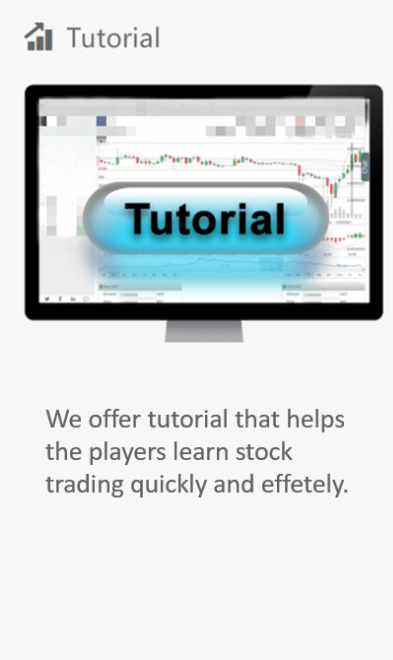 Tutorial
Tutorial
We offer tutorial that helps
the players learn stock
trading quickly and effetely.